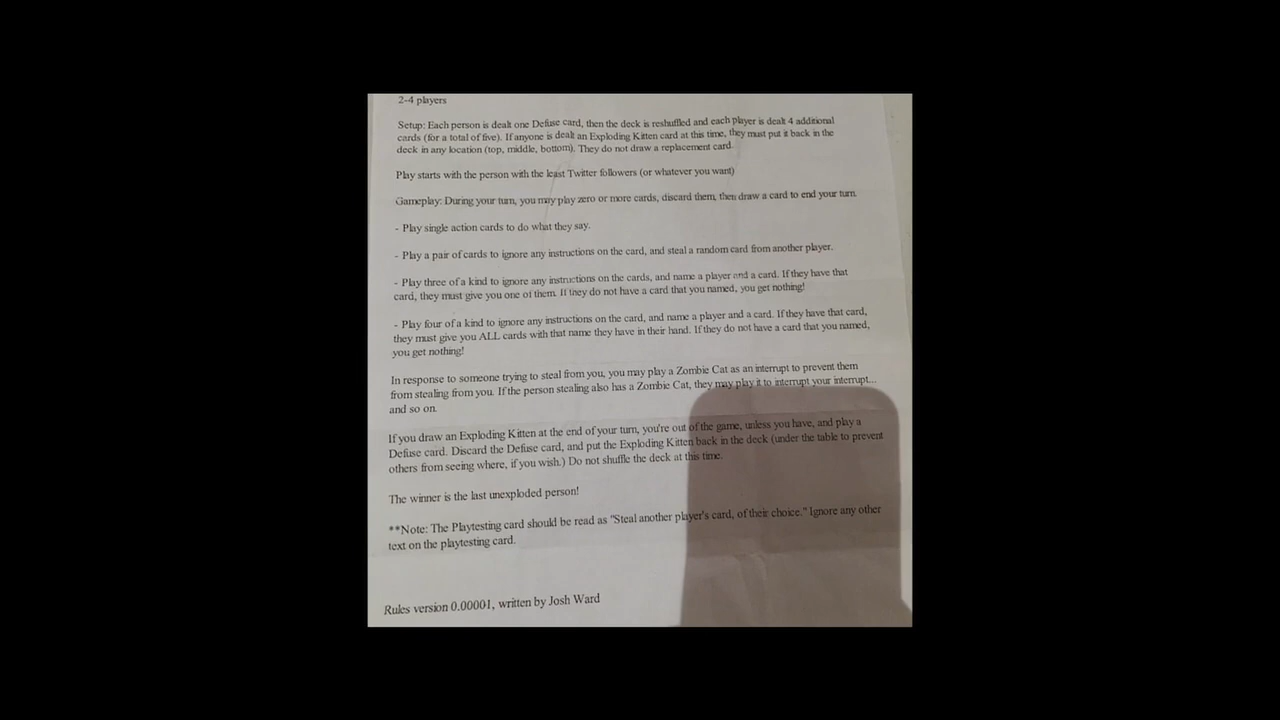 2-4 players
Setup: Each person is dealt one Defuse card, then the deck is reshuffled and each player is dealt 4 additional
cards (for a total of five). If anyone is dealt an Exploding Kitten card at this time, they must put it back in the
deck in any location (top, middle, bottom). They do not draw a replacement card.
Play starts with the person with the least Twitter followers (or whatever you want)
Gameplay: During your turn, you may play zero or more cards, discard them, then draw a card to end your turn.
- Play single action cards to do what they say.
- Play a pair of cards to ignore any instructions on the card, and steal a random card from another player.
- Play three of a kind to ignore any instructions on the cards, and name a player and a card. If they have that
card, they must give you one of them. If they do not have a card that you named, you get nothing!
- Play four of a kind to ignore any instructions on the card, and name a player and a card. If they have that card,
they must give you ALL cards with that name they have in their hand. If they do not have a card that you named,
you get nothing!
In response to someone trying to steal from you, you may play a Zombie Cat as an interrupt to prevent them
from stealing from you. If the person stealing also has a Zombie Cat, they may play it to interrupt your interrupt...
and so on.
If you draw an Exploding Kitten at the end of your turn, you're out of the game, unless you have, and play a
Defuse card. Discard the Defuse card, and put the Exploding Kitten back in the deck (under the table to prevent
others from seeing where, if you wish.) Do not shuffle the deck at this time.
The winner is the last unexploded person!
**Note: The Playtesting card should be read as "Steal another player's card, of their choice." Ignore any other
text on the playtesting card.
Rules version 0.00001, written by Josh Ward